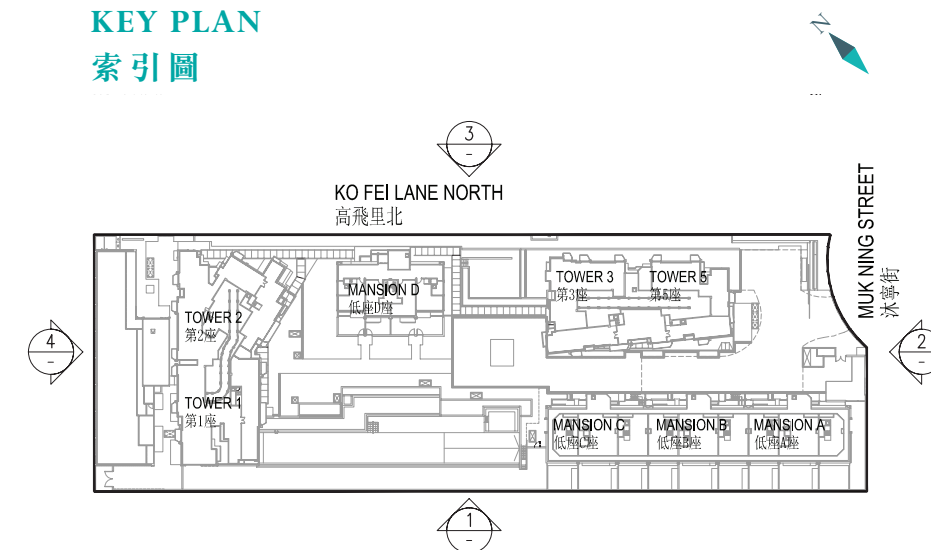 KEY PLAN
索引圖
N
3
-
KO FEI LANE NORTH
高飛里北
MUK NING STREET
沐寧街
TOWER 2
第2座
MANSION D
低座D座
TOWER 3
第3座
TOWER 5
第5座
4
-
2
-
TOWER 1
第1座
MANSION C
低座C座
MANSION B
低座B座
MANSION A
低座A座
1
-